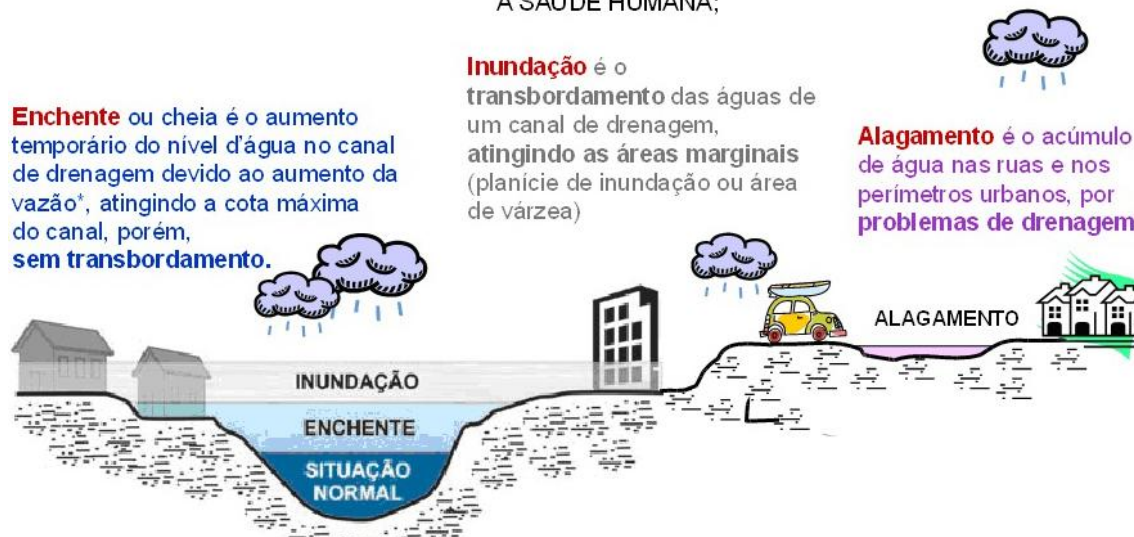 À SAÚDE HUMANA;
Enchente ou cheia é o aumento
temporário do nível d'água no canal
de drenagem devido ao aumento da
vazão*, atingindo a cota máxima
do canal, porém,
sem transbordamento.
Inundação é o
transbordamento das águas de
um canal de drenagem,
atingindo as áreas marginais
(planície de inundação ou área
de várzea)
Alagamento é o acúmulo
de água nas ruas e nos
perímetros urbanos, por
problemas de drenagem
ALAGAMENTO
INUNDAÇÃO
ENCHENTE
SITUAÇÃO
NORMAL